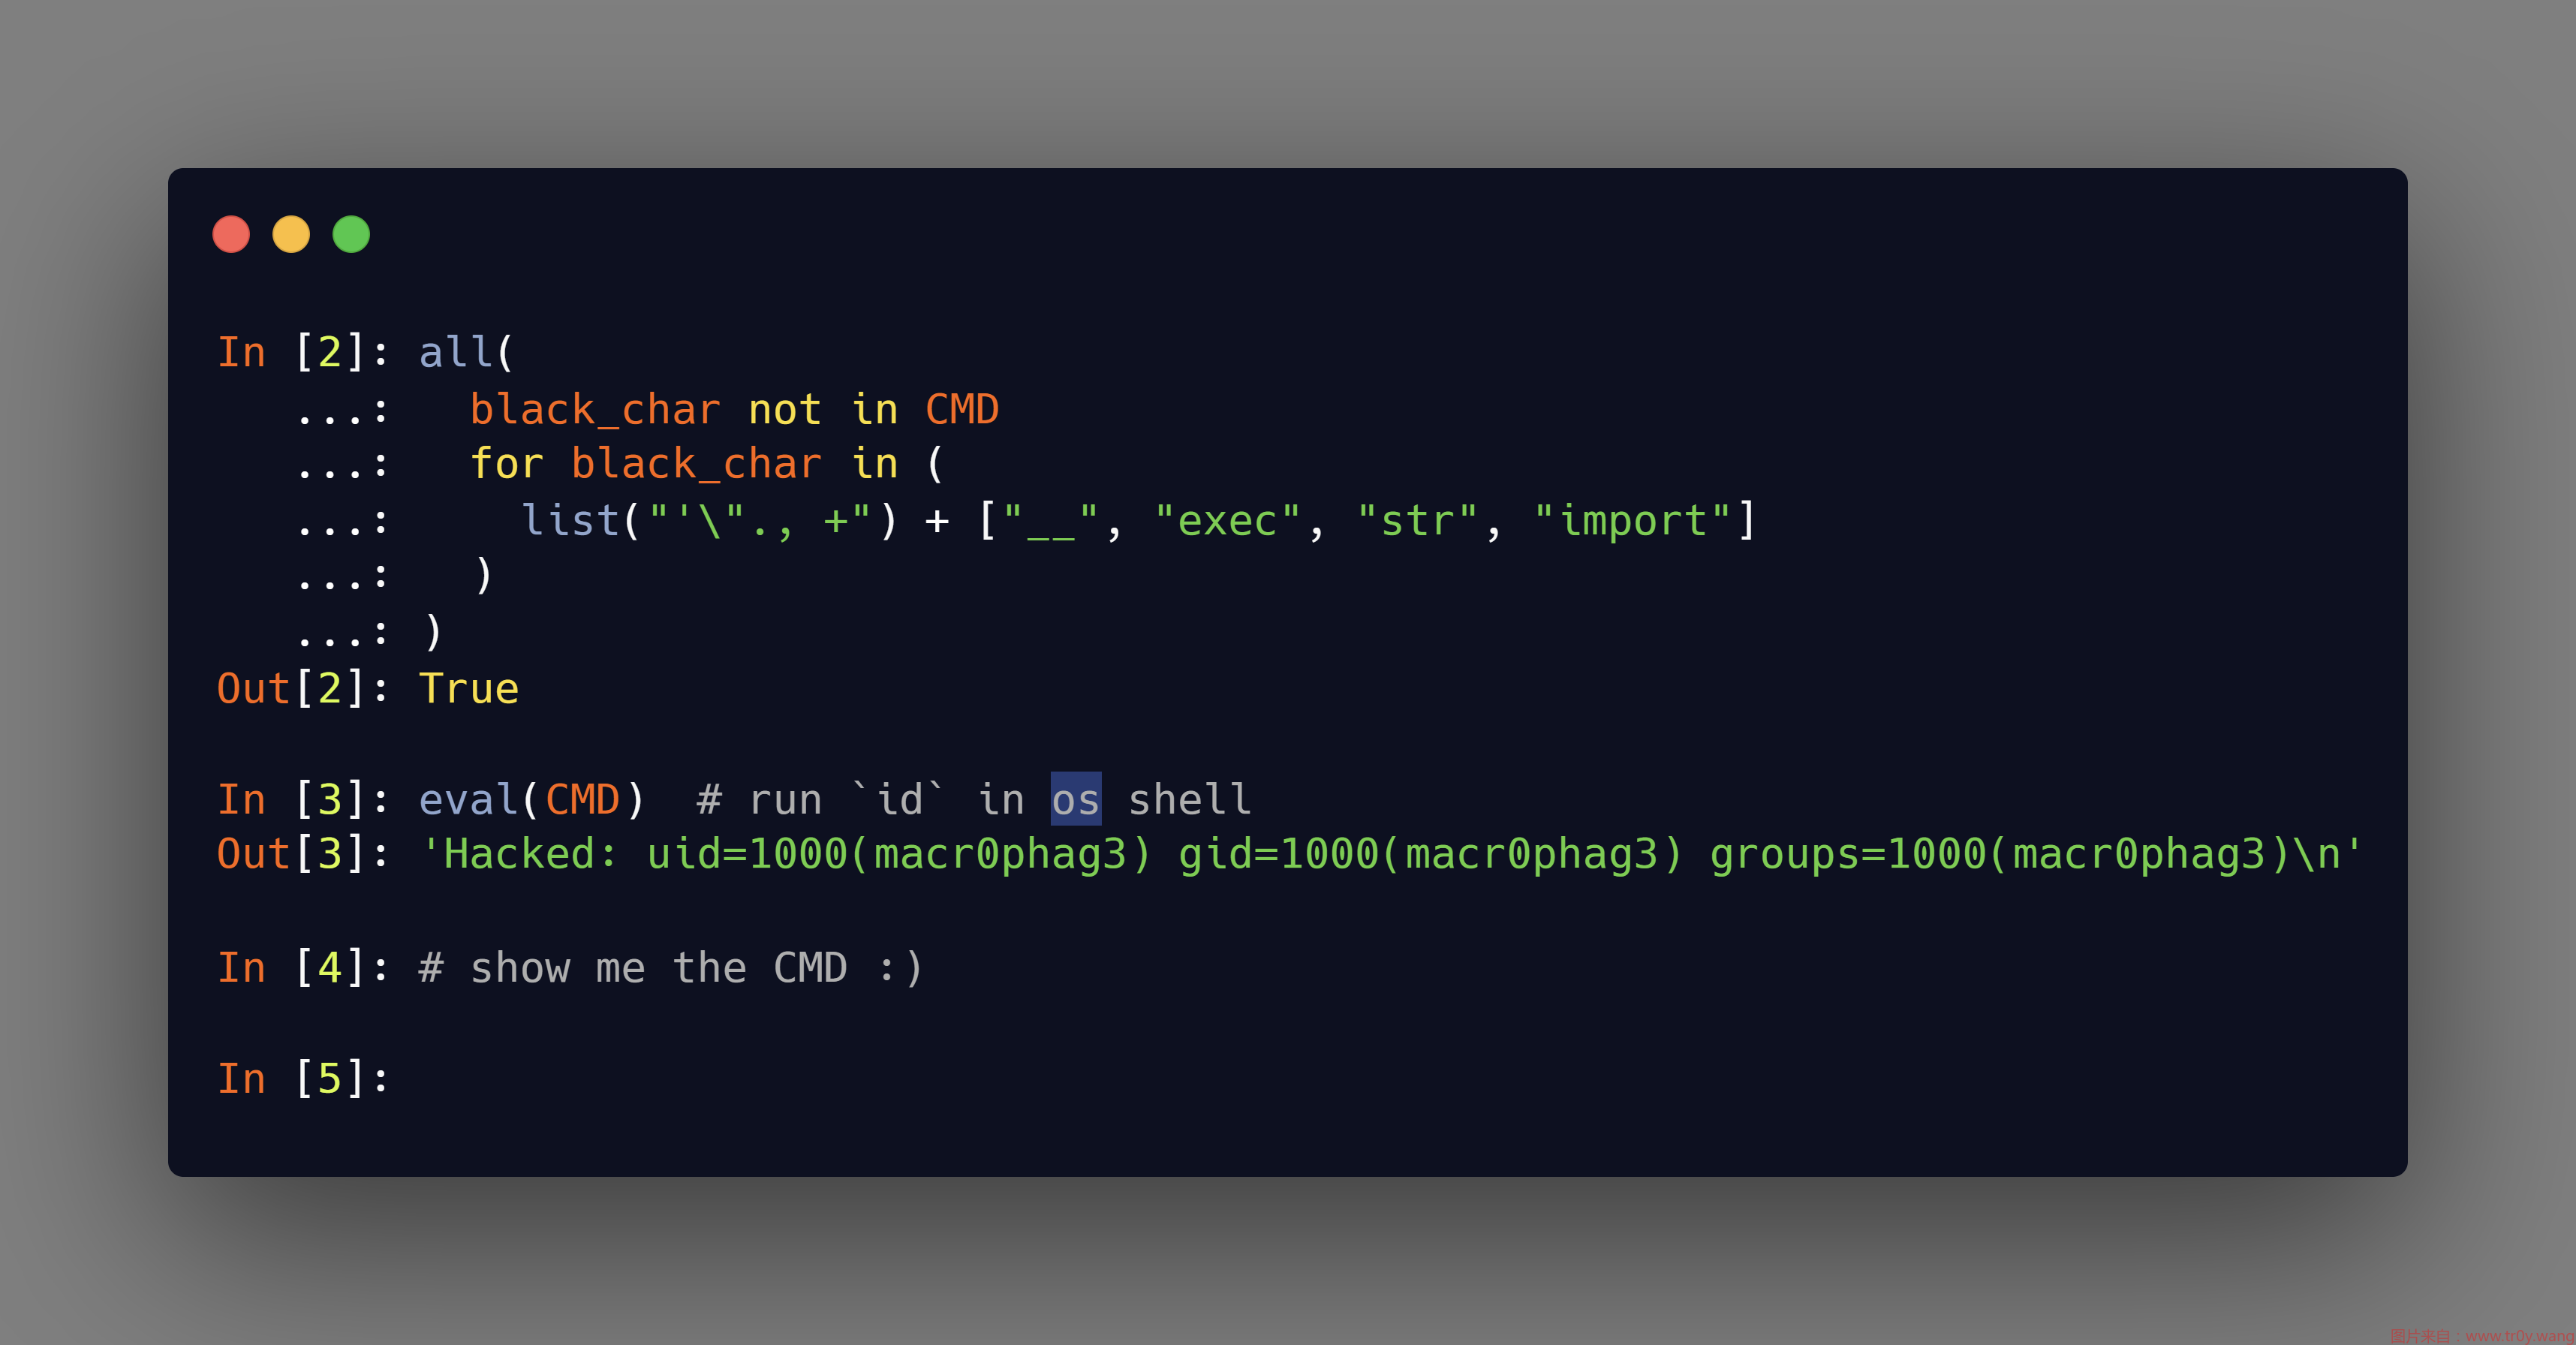 In [2]: all(
   ...:   black_char not in CMD
   ...:   for black_char in (
   ...:     list("'\"., +") + ["__", "exec", "str", "import"]
   ...:   )
   ...: )
Out[2]: True
In [3]: eval(CMD)  # run `id` in os shell
Out[3]: 'Hacked: uid=1000(macr0phag3) gid=1000(macr0phag3) groups=1000(macr0phag3)\n'
In [4]: # show me the CMD :)
In [5]:
图片来自：www.tr0y.wang